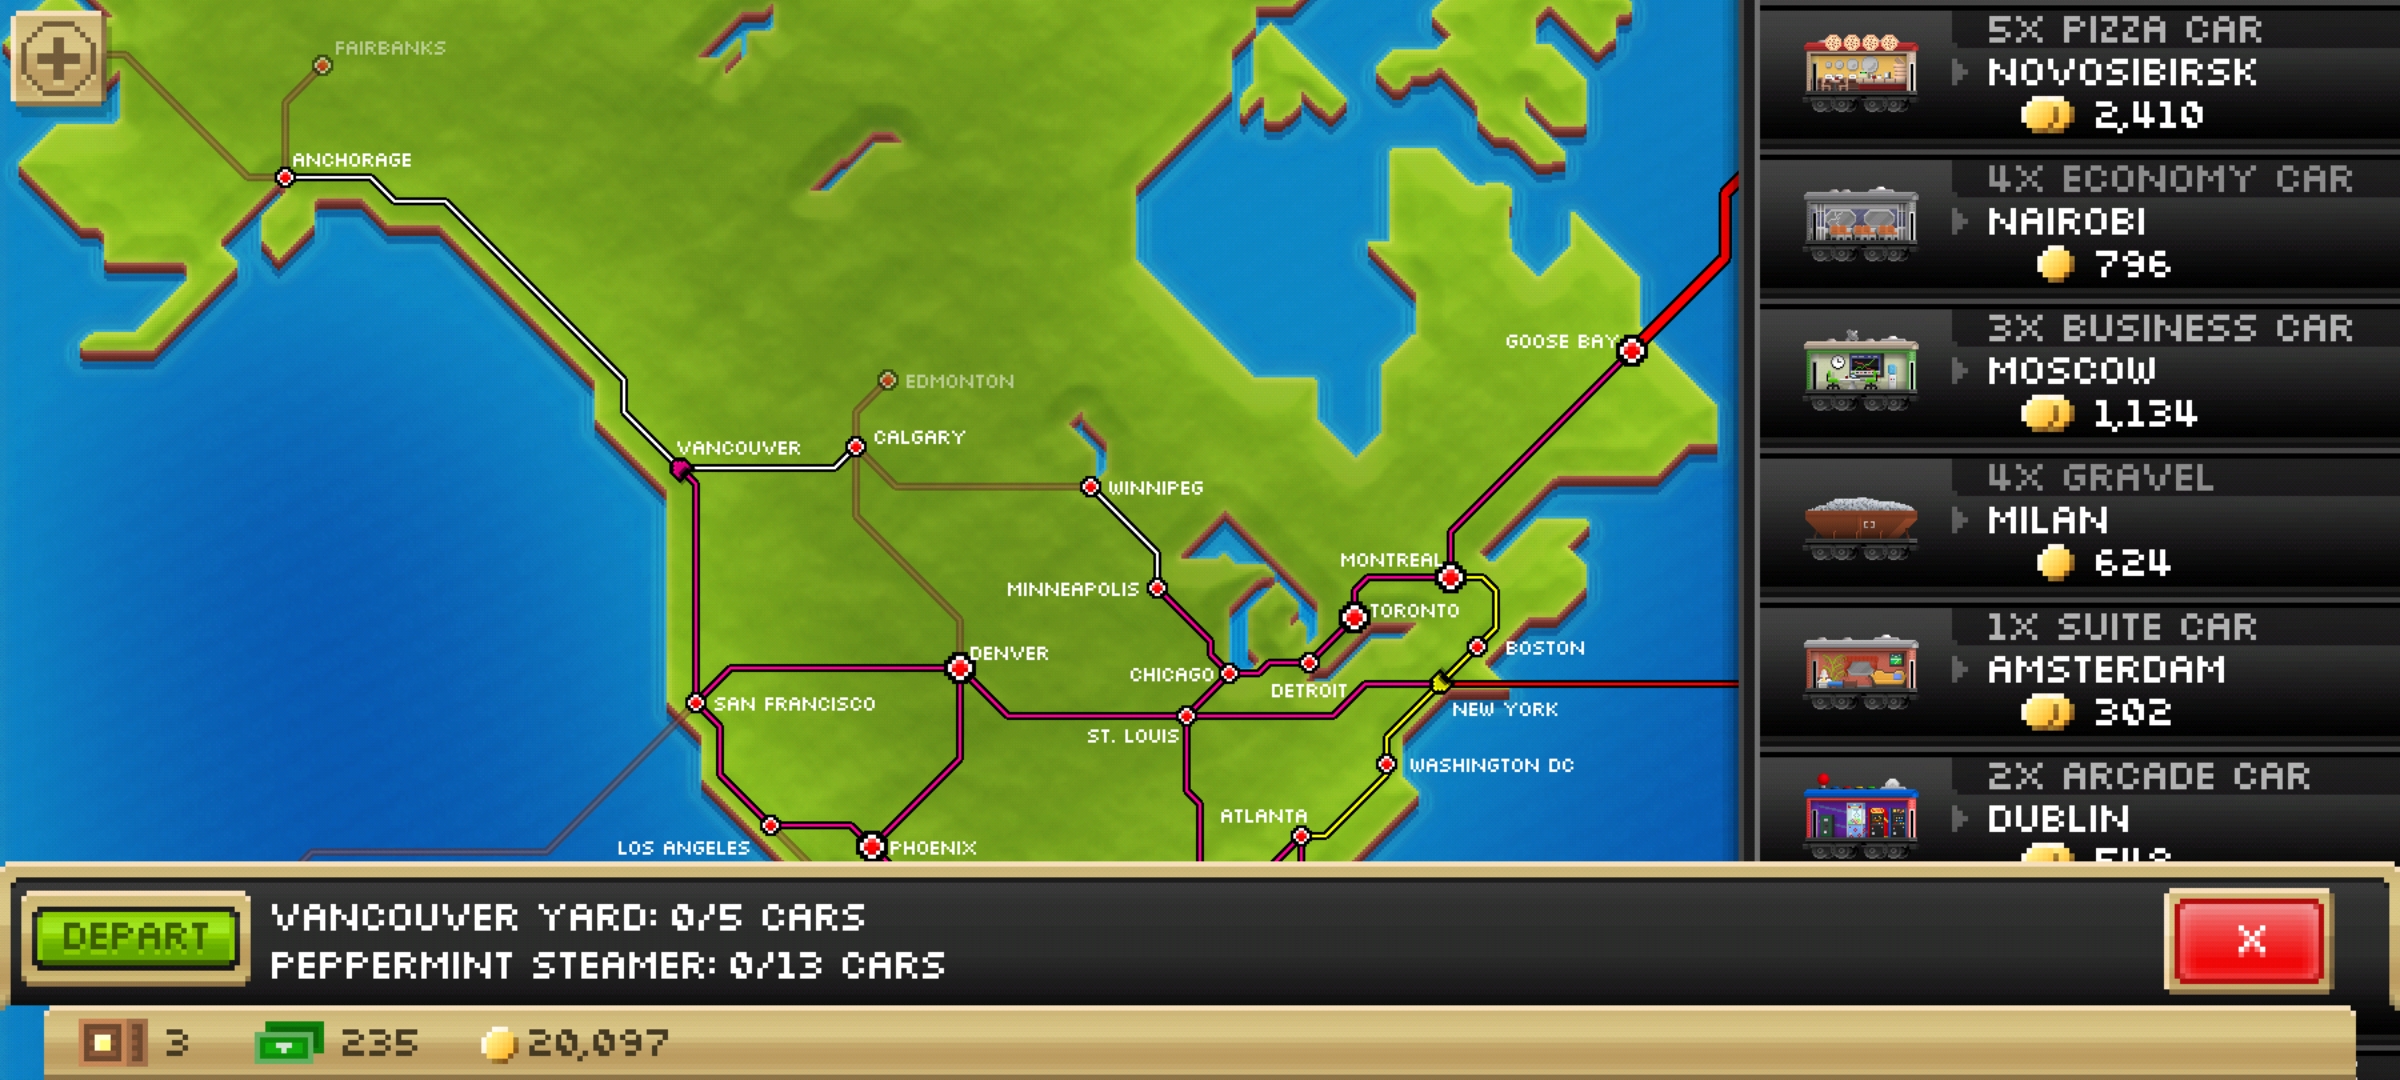 FAIRBANKS
ANCHORAGE
EDMONTON
VANCOUVER
CALGARY
WINNIPEG
GOOSE BAY
MINNEAPOLIS
MONTREAL
TORONTO
BOSTON
DENVER
CHICAGO
DETROIT
SAN FRANCISCO
NEW YORK
ST. LOUIS
WASHINGTON DC
ATLANTA
LOS ANGELES
PHOENIX
5X PIZZA CAR
NOVOSIBIRSK
2,410
4X ECONOMY CAR
NAIROBI
796
3X BUSINESS CAR
MOSCOW
1,134
4X GRAVEL
MILAN
624
1X SUITE CAR
AMSTERDAM
302
2X ARCADE CAR
DUBLIN
DEPART
VANCOUVER YARD: 0/5 CARS
PEPPERMINT STEAMER: 0/13 CARS
X
3
235
20,097